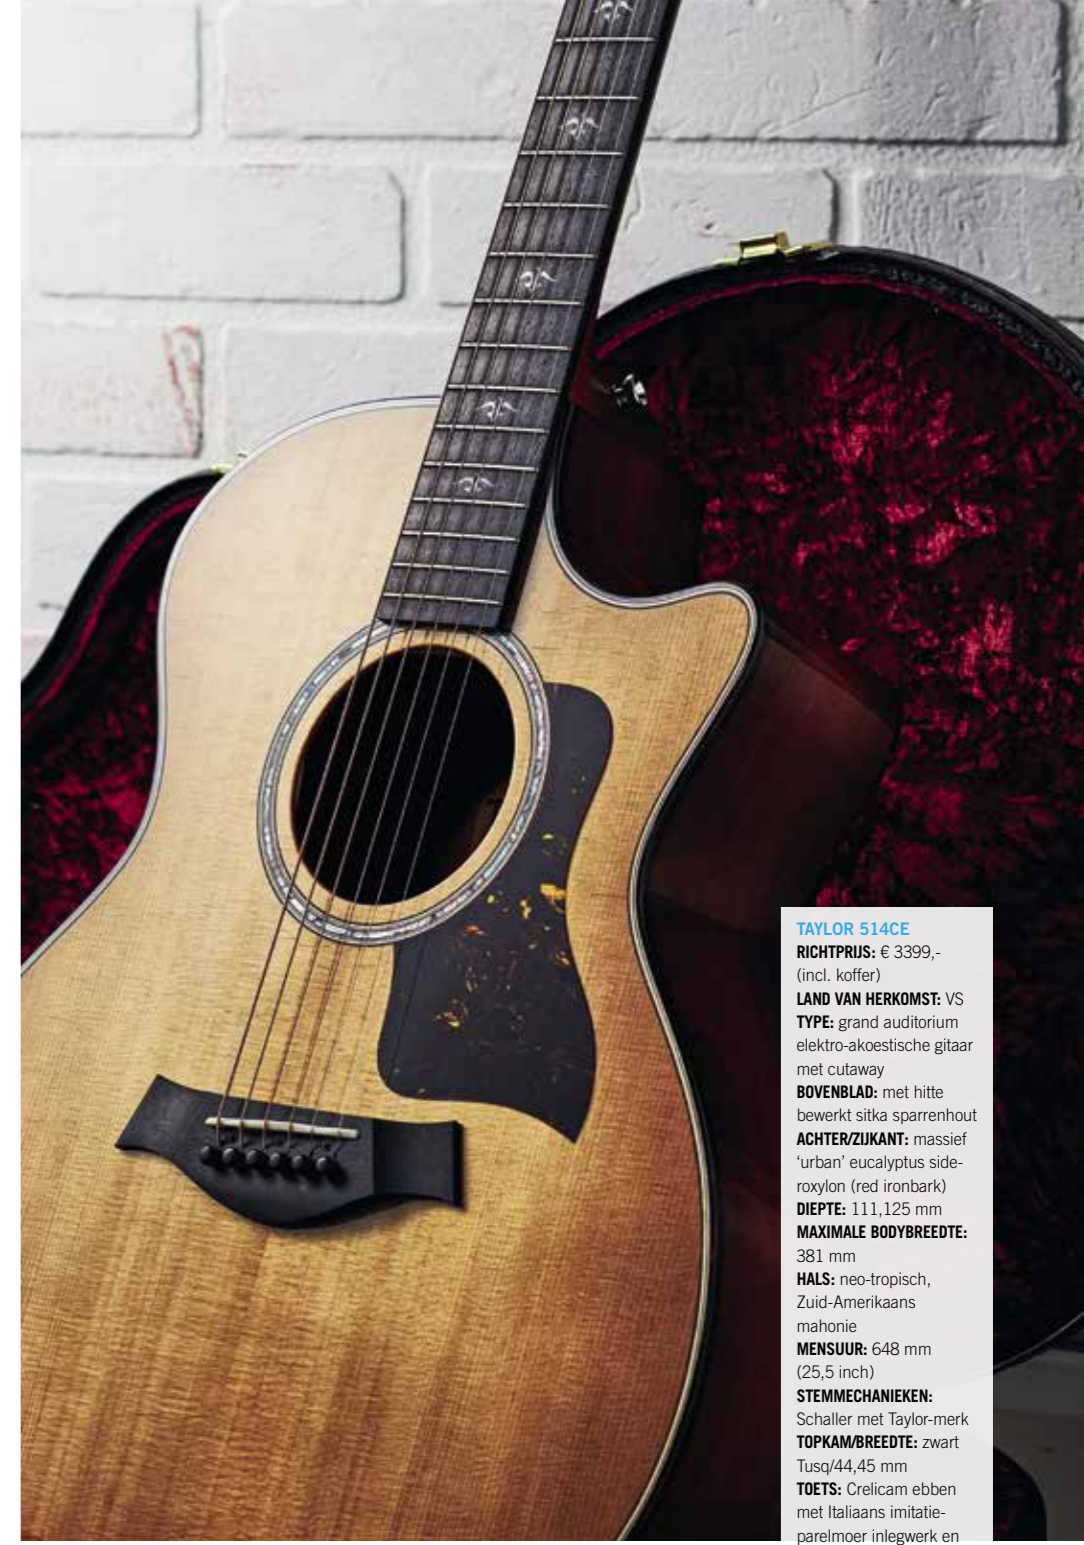 TAYLOR 514CE
RICHTPRIJS: € 3399,-
(incl. koffer)
LAND VAN HERKOMST: VS
TYPE: grand auditorium
elektro-akoestische gitaar
met cutaway
BOVENBLAD: met hitte
bewerkt sitka sparrenhout
ACHTER/ZIJKANT: massief
‘urban’ eucalyptus side-
roxylon (red ironbark)
DIEPTE: 111,125 mm
MAXIMALE BODYBREEDTE:
381 mm
HALS: neo-tropisch,
Zuid-Amerikaans
mahonie
MENSUUR: 648 mm
(25,5 inch)
STEMMECHANIEKEN:
Schaller met Taylor-merk
TOPKAM/BREEDTE: zwart
Tusq/44,45 mm
TOETS: Crelicam ebben
met Italiaans imitatie-
parelmoer inlegwerk en